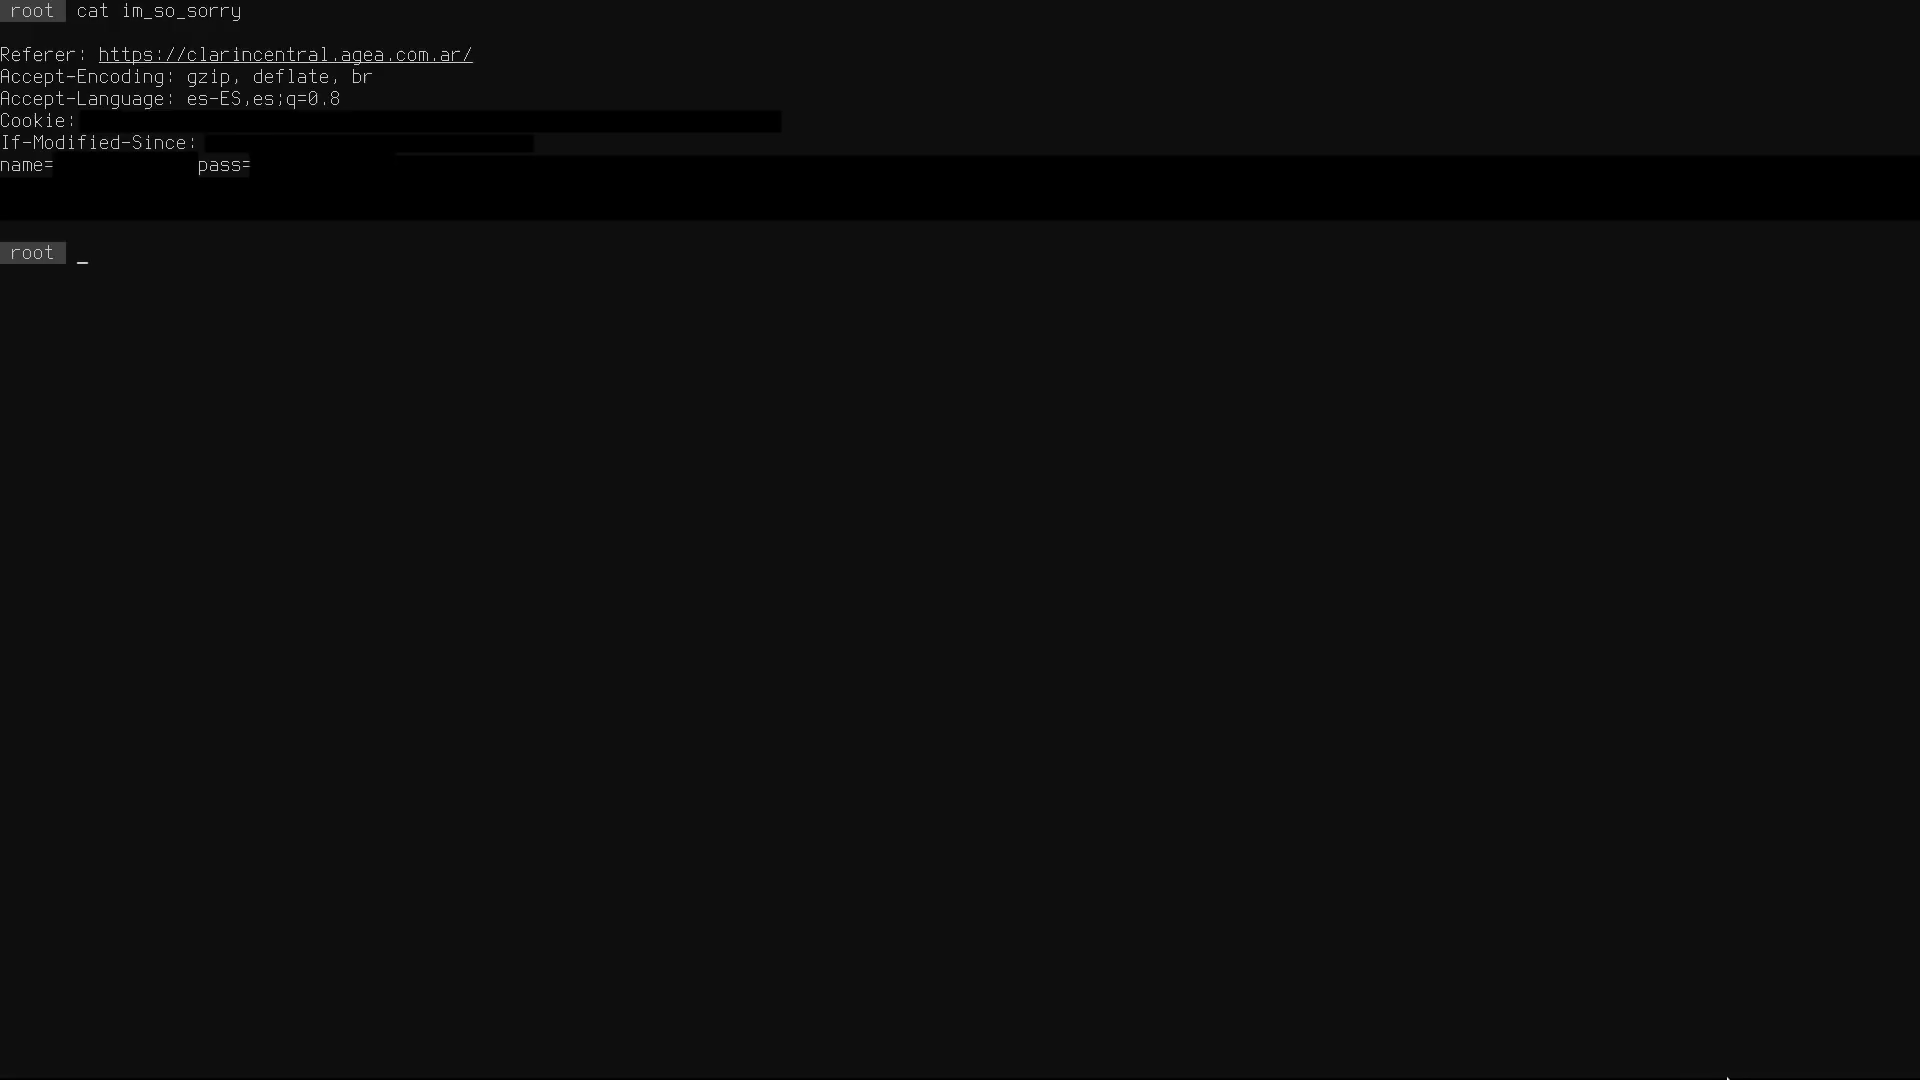 root cat im_so_sorry
Referer: https://clarincentral.agea.com.ar/
Accept-Encoding: gzip, deflate, br
Accept-Language: es-ES,es;q=0.8
Cookie:
If-Modified-Since:
name= pass=
root _